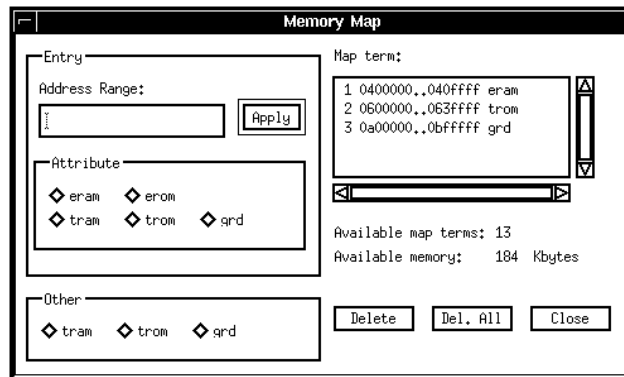 Memory Map
Entry
Address Range:
Apply
Attribute
eram erom
tram trom grd
Other
tram trom grd
Map term:
1 0400000..040ffff eram
2 0600000..063ffff trom
3 0a00000..0bfffff grd
Available map terms: 13
Available memory: 184 Kbytes
Delete Del. All Close